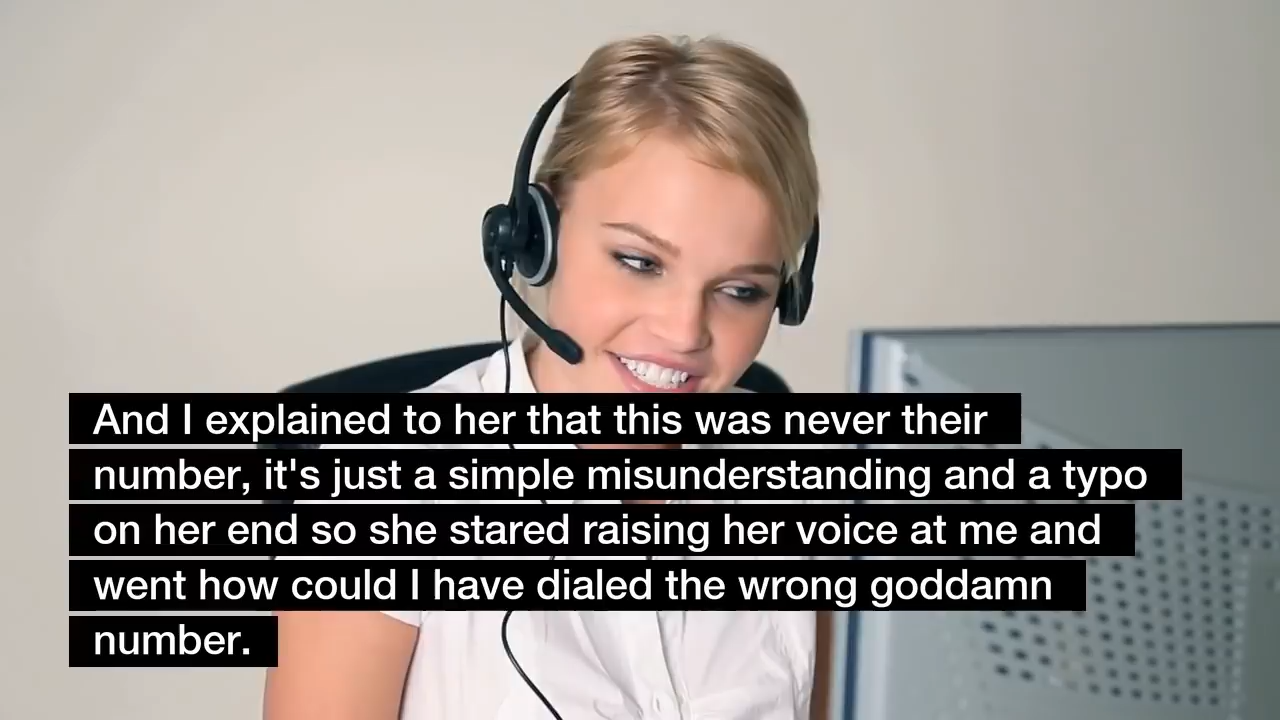 And I explained to her that this was never their
number, it's just a simple misunderstanding and a typo
on her end so she stared raising her voice at me and
went how could I have dialed the wrong goddamn
number.